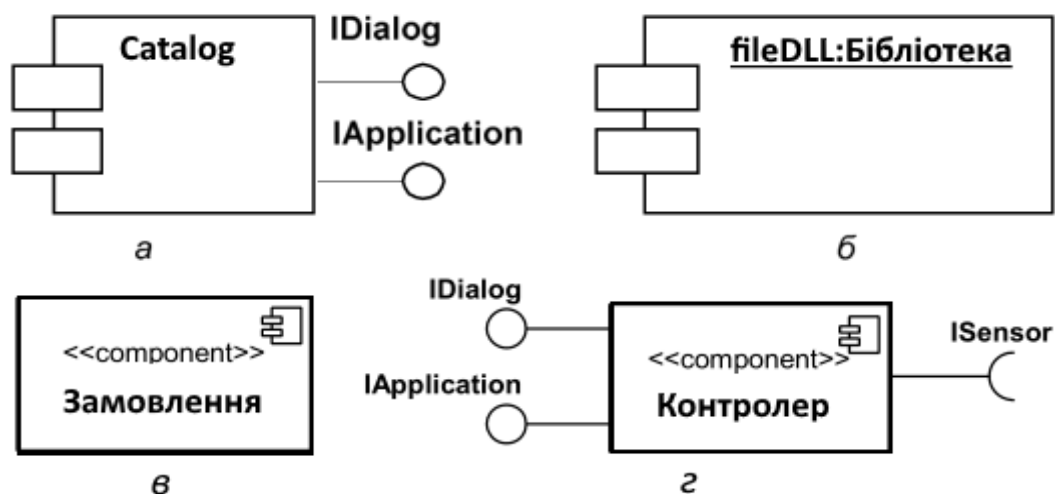 Catalog
IDialog
IApplication
fileDLL:Бібліотека
а
б
<<component>>
Замовлення
IDialog
IApplication
<<component>>
Контролер
ISensor
в
г